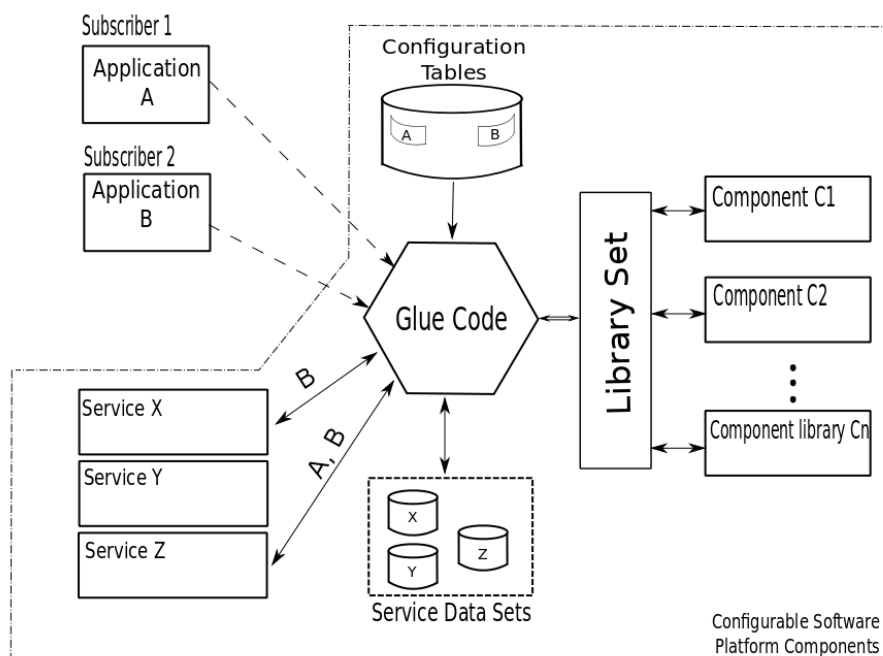 Subscriber 1
Application
A
Subscriber 2
Application
B
Configuration
Tables
A
B
Glue Code
Library Set
Component C1
Component C2
Component library Cn
B
A, B
Service X
Service Y
Service Z
X
Y
Z
Service Data Sets
Configurable Software
Platform Components